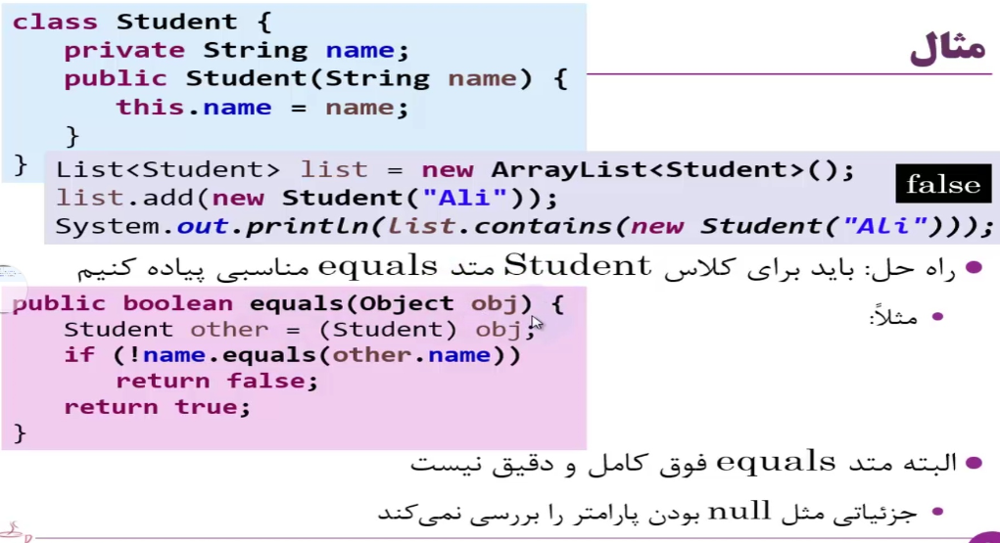 مثال
class Student {
private String name;
public Student(String name) {
this.name = name;
}
}
List<Student> list = new ArrayList<Student>();
list.add(new Student("Ali"));
System.out.println(list.contains(new Student("Ali")));
false
راه حل: باید برای کلاس Student متد equals مناسبی پیاده کنیم
مثلاً:
public boolean equals(Object obj) {
Student other = (Student) obj;
if (!name.equals(other.name))
return false;
return true;
}
البته متد equals فوق کامل و دقیق نیست
جزئیاتی مثل null بودن پارامتر را بررسی نمی‌کند